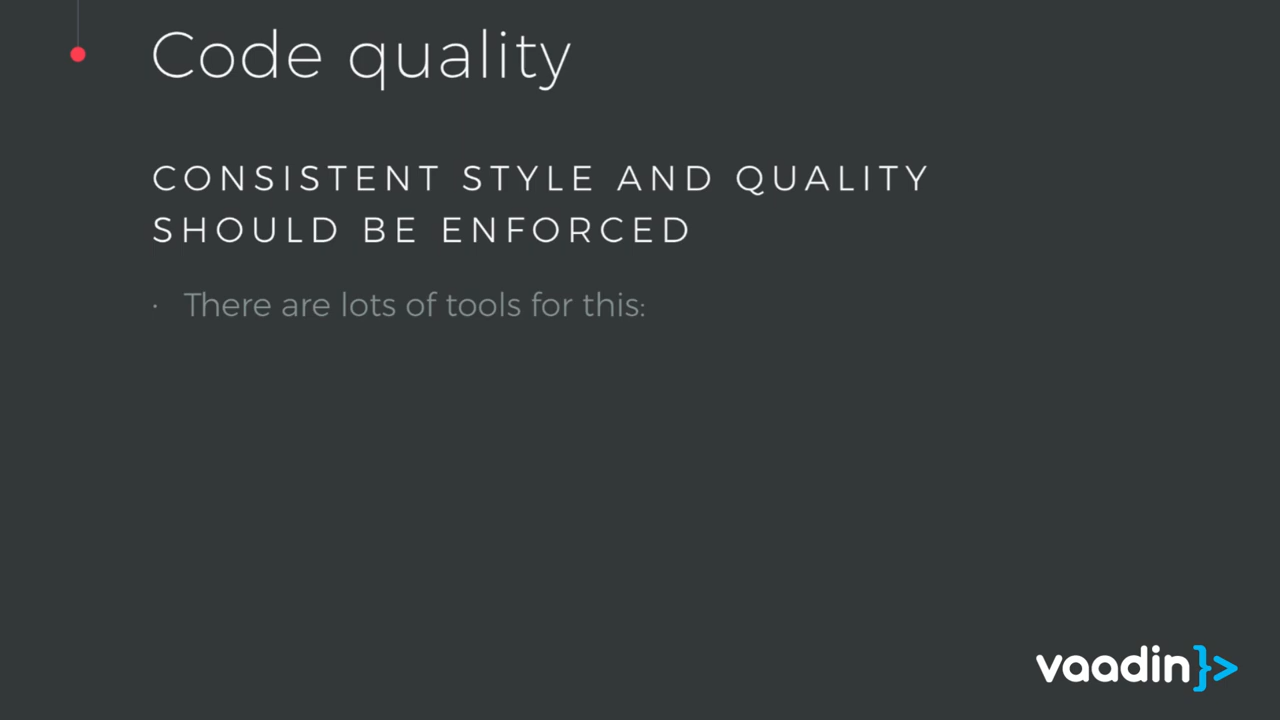 Code quality
CONSISTENT STYLE AND QUALITY
SHOULD BE ENFORCED
· There are lots of tools for this:
vaadin}>